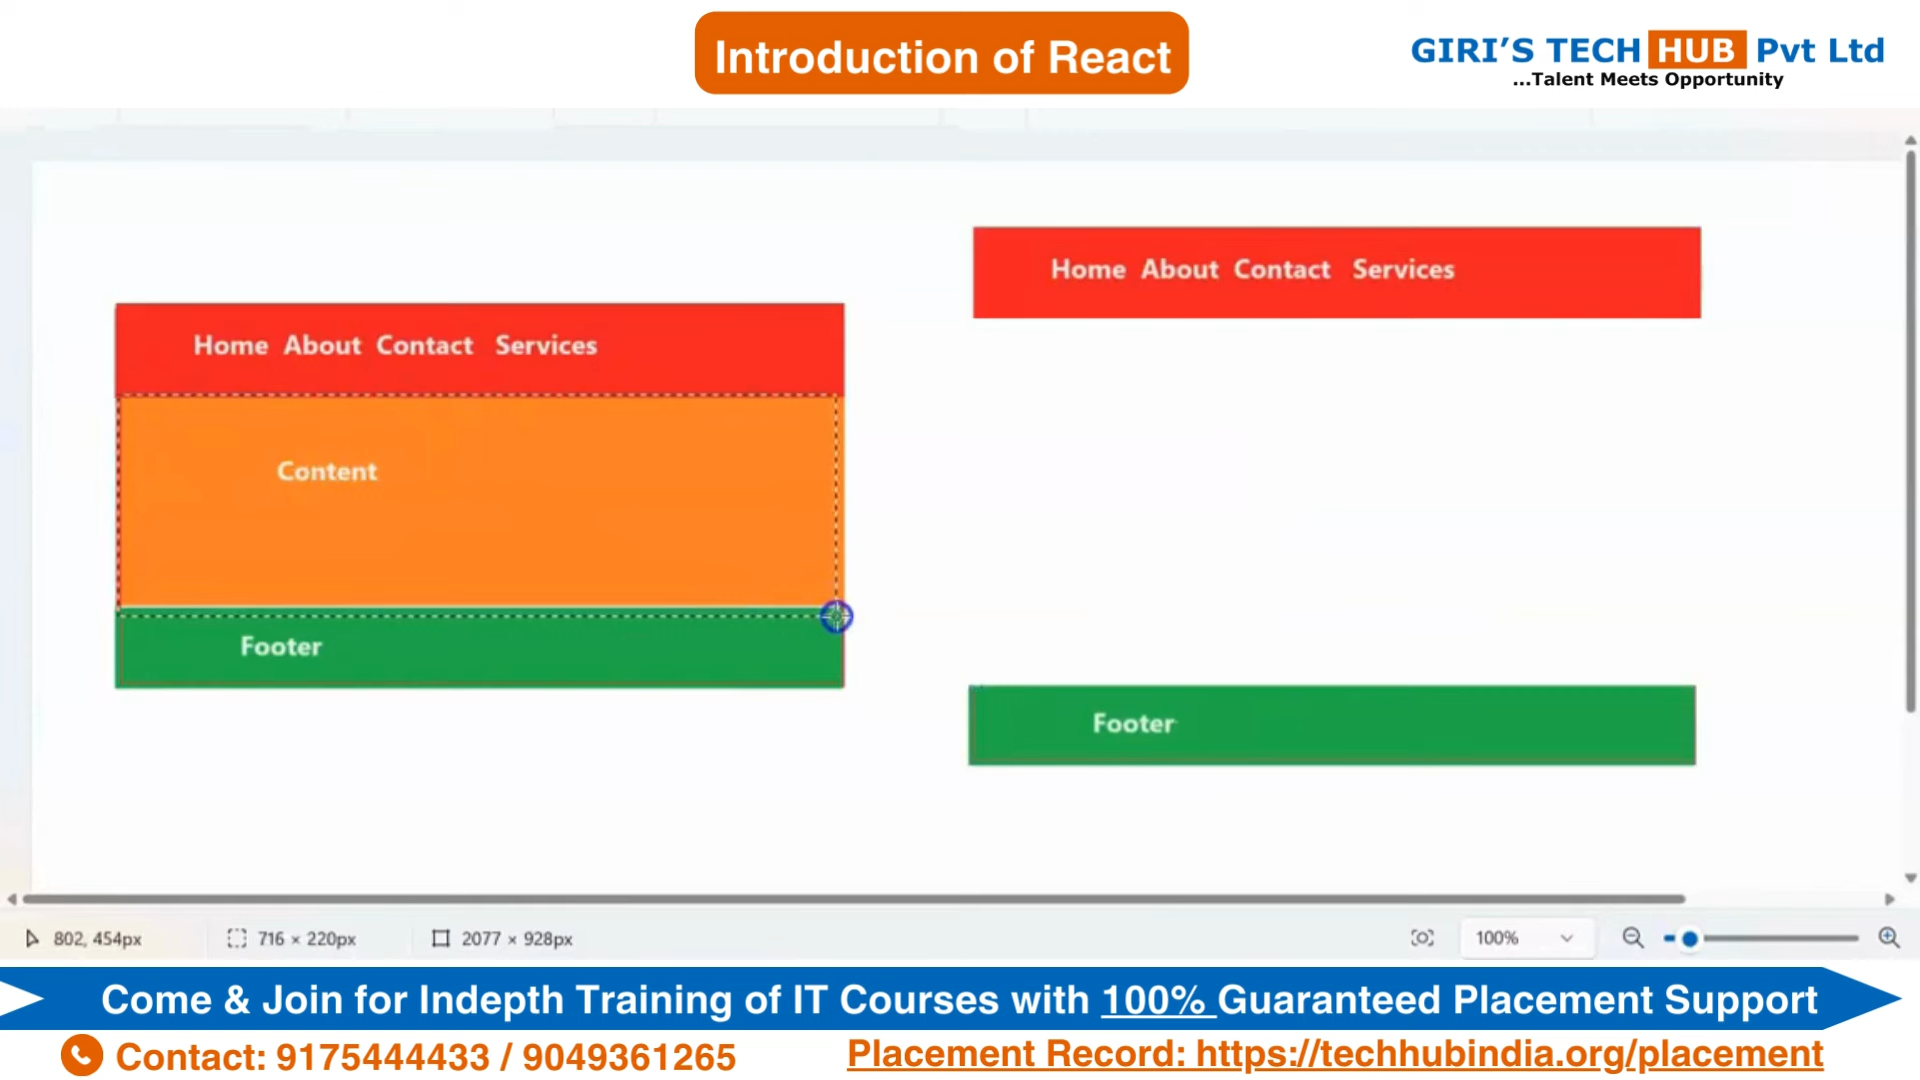 Introduction of React
GIRI'S TECH HUB Pvt Ltd
...Talent Meets Opportunity
Home About Contact Services
Content
Footer
Home About Contact Services
Footer
802, 454px
716 × 220px
2077 × 928px
100%
Come & Join for Indepth Training of IT Courses with 100% Guaranteed Placement Support
Contact: 9175444433 / 9049361265
Placement Record: https://techhubindia.org/placement